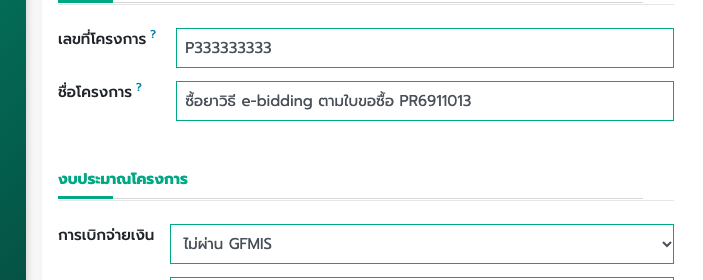 เลขที่โครงการ ?
P333333333
ชื่อโครงการ ?
ซื้อยาวิธี e-bidding ตามใบขอซื้อ PR6911013
งบประมาณโครงการ
การเบิกจ่ายเงิน
ไม่ผ่าน GFMIS